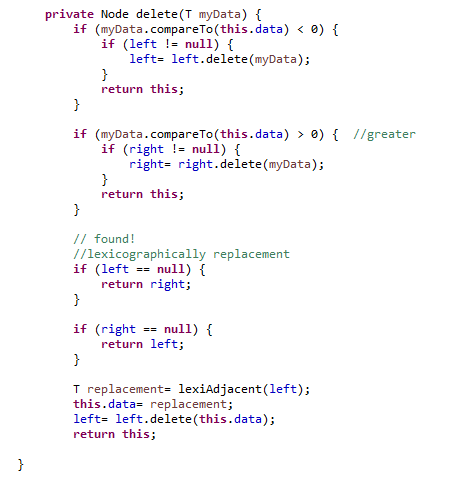 private Node delete(T myData) {
if (myData.compareTo(this.data) < 0) {
if (left != null) {
left= left.delete(myData);
}
return this;
}
if (myData.compareTo(this.data) > 0) {  //greater
if (right != null) {
right= right.delete(myData);
}
return this;
}
// found!
//lexicographically replacement
if (left == null) {
return right;
}
if (right == null) {
return left;
}
T replacement= lexiAdjacent(left);
this.data= replacement;
left= left.delete(this.data);
return this;
}